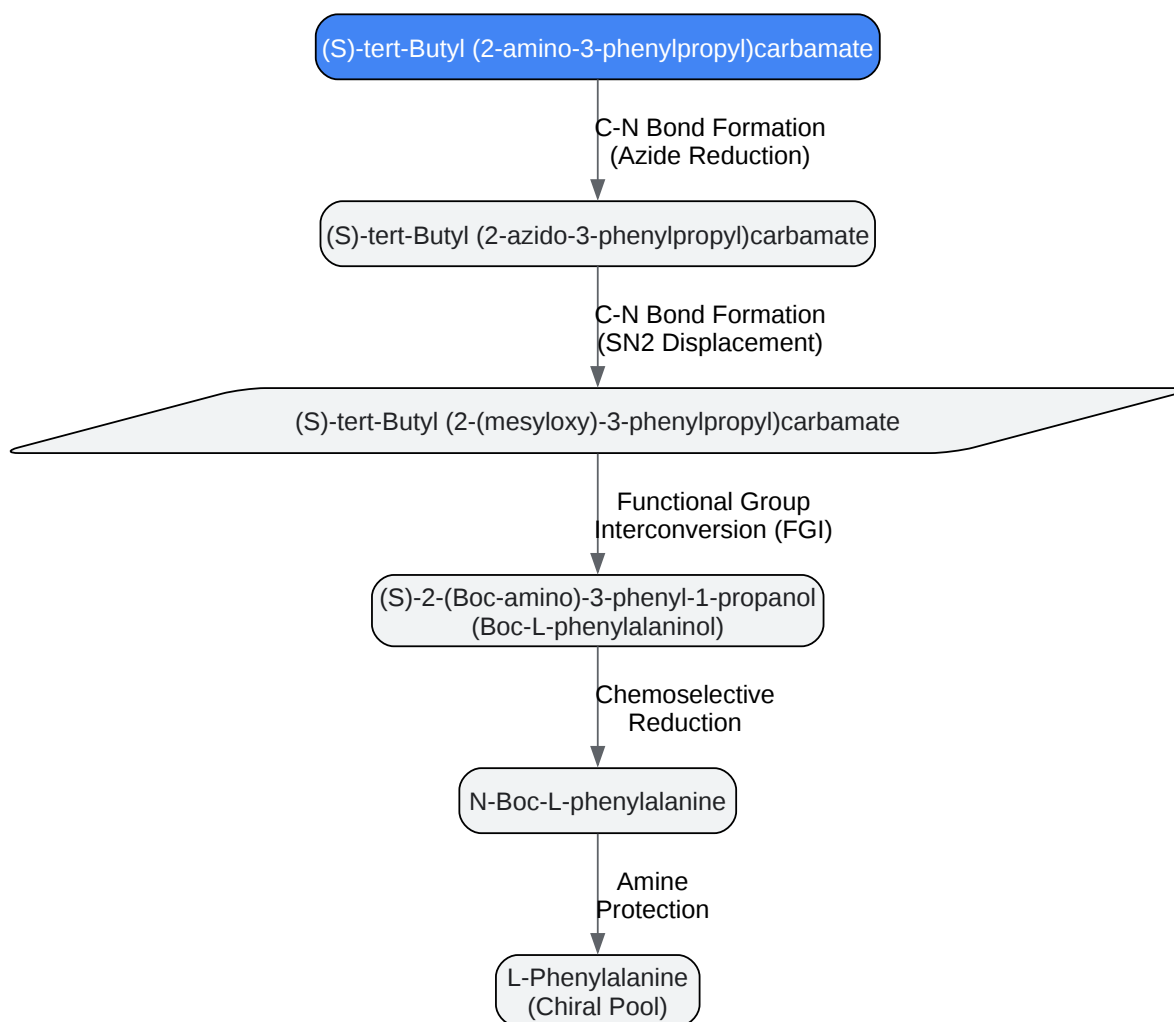 (S)-tert-Butyl (2-amino-3-phenylpropyl)carbamate
C-N Bond Formation
(Azide Reduction)
(S)-tert-Butyl (2-azido-3-phenylpropyl)carbamate
C-N Bond Formation
(SN2 Displacement)
(S)-tert-Butyl (2-(mesyloxy)-3-phenylpropyl)carbamate
Functional Group
Interconversion (FGI)
(S)-2-(Boc-amino)-3-phenyl-1-propanol
(Boc-L-phenylalaninol)
Chemoselective
Reduction
N-Boc-L-phenylalanine
Amine
Protection
L-Phenylalanine
(Chiral Pool)